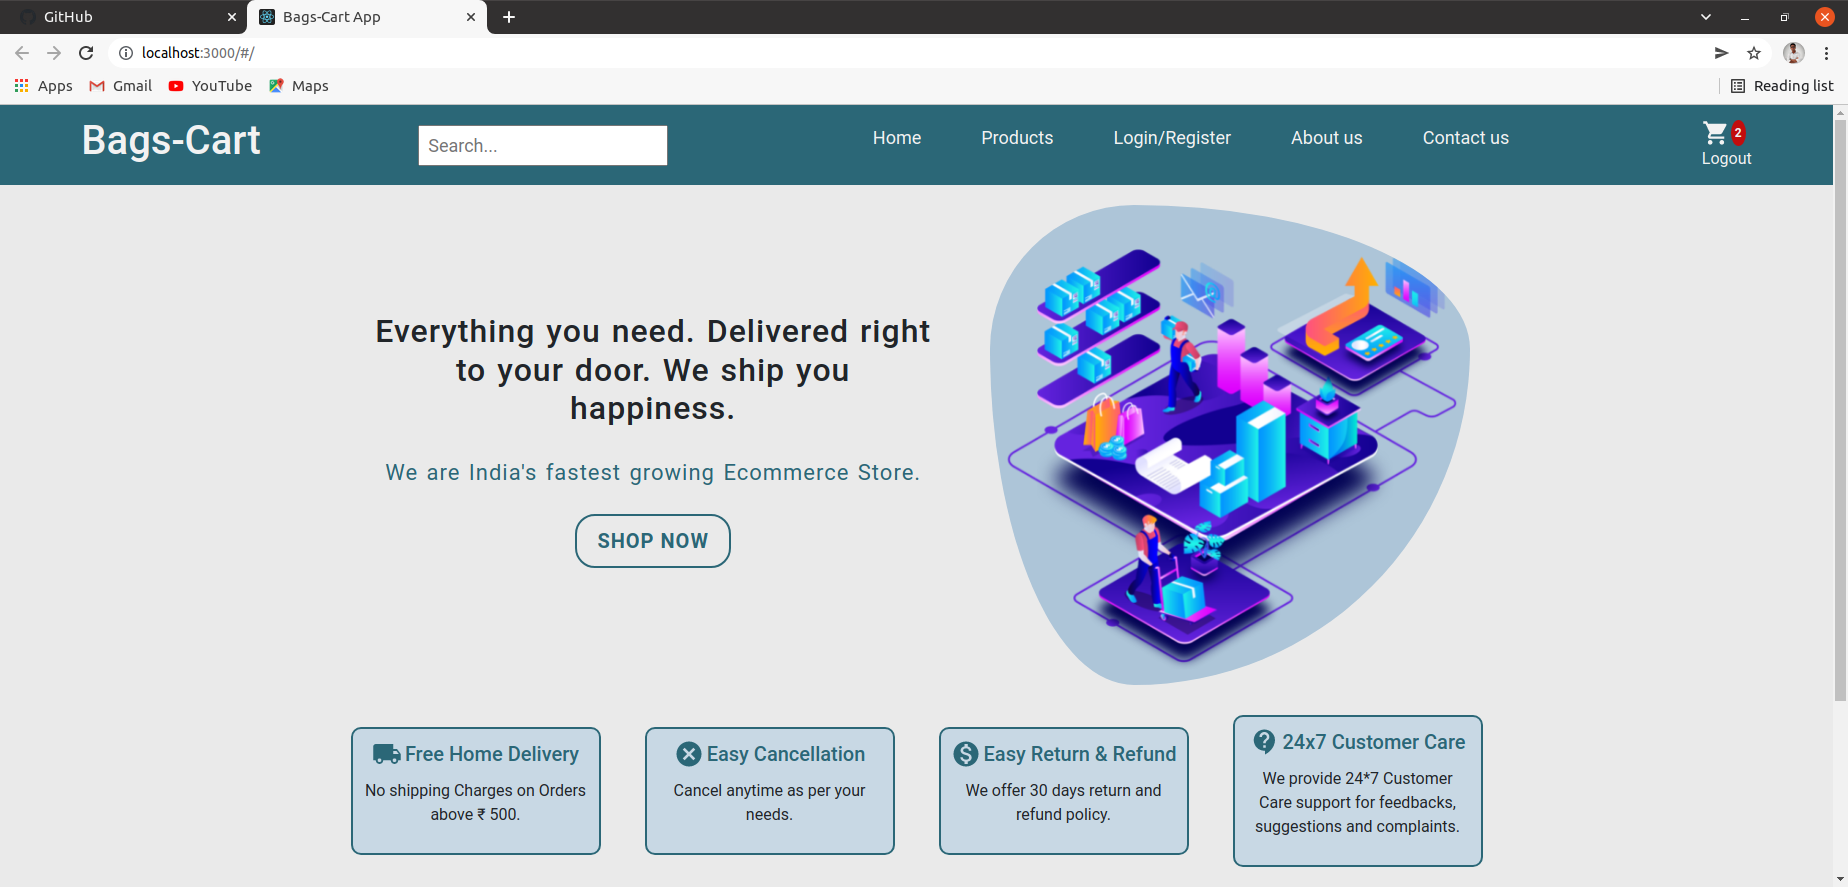 GitHub
Bags-Cart App
localhost:3000/#/
Apps
Gmail
YouTube
Maps
Reading list
Bags-Cart
Search...
Home
Products
Login/Register
About us
Contact us
2
Logout
Everything you need. Delivered right
to your door. We ship you
happiness.
We are India's fastest growing Ecommerce Store.
SHOP NOW
Free Home Delivery
No shipping Charges on Orders
above ₹ 500.
Easy Cancellation
Cancel anytime as per your
needs.
Easy Return & Refund
We offer 30 days return and
refund policy.
24x7 Customer Care
We provide 24*7 Customer
Care support for feedbacks,
suggestions and complaints.